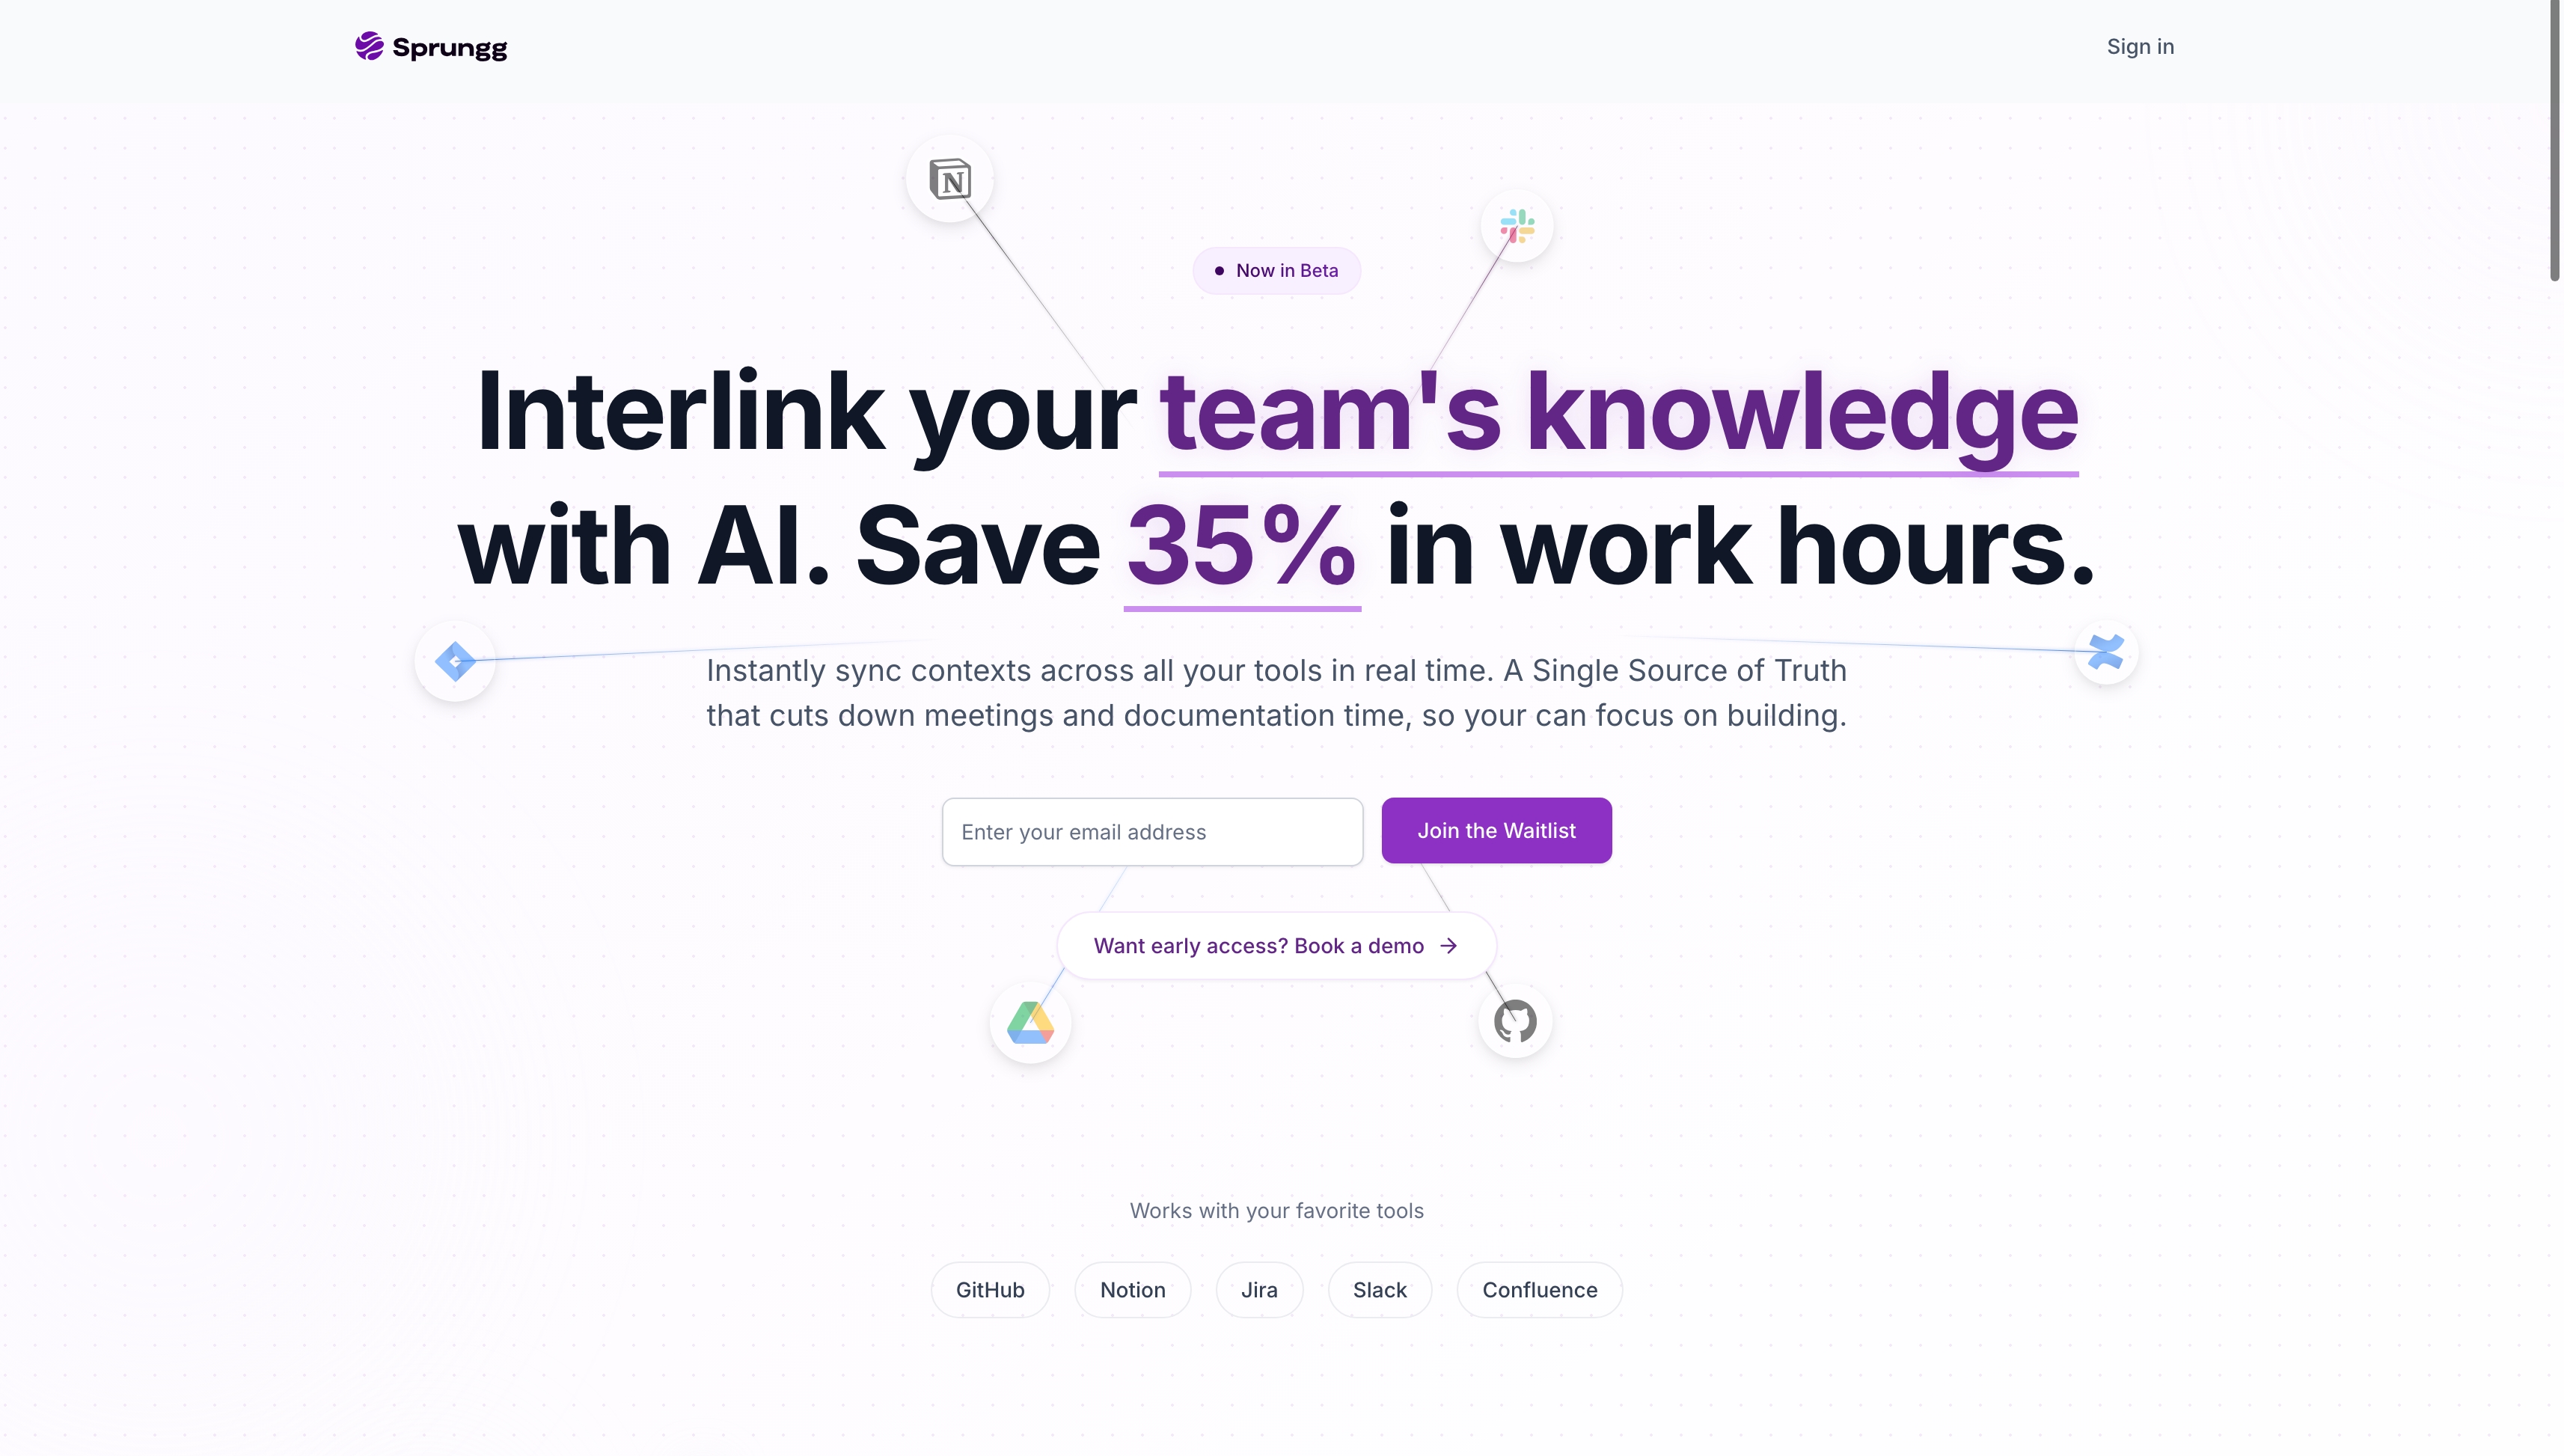 Sprungg
Sign in
N
Now in Beta
Interlink your team's knowledge
with AI. Save 35% in work hours.
Instantly sync contexts across all your tools in real time. A Single Source of Truth
that cuts down meetings and documentation time, so your can focus on building.
Enter your email address
Join the Waitlist
Want early access? Book a demo →
Works with your favorite tools
GitHub
Notion
Jira
Slack
Confluence